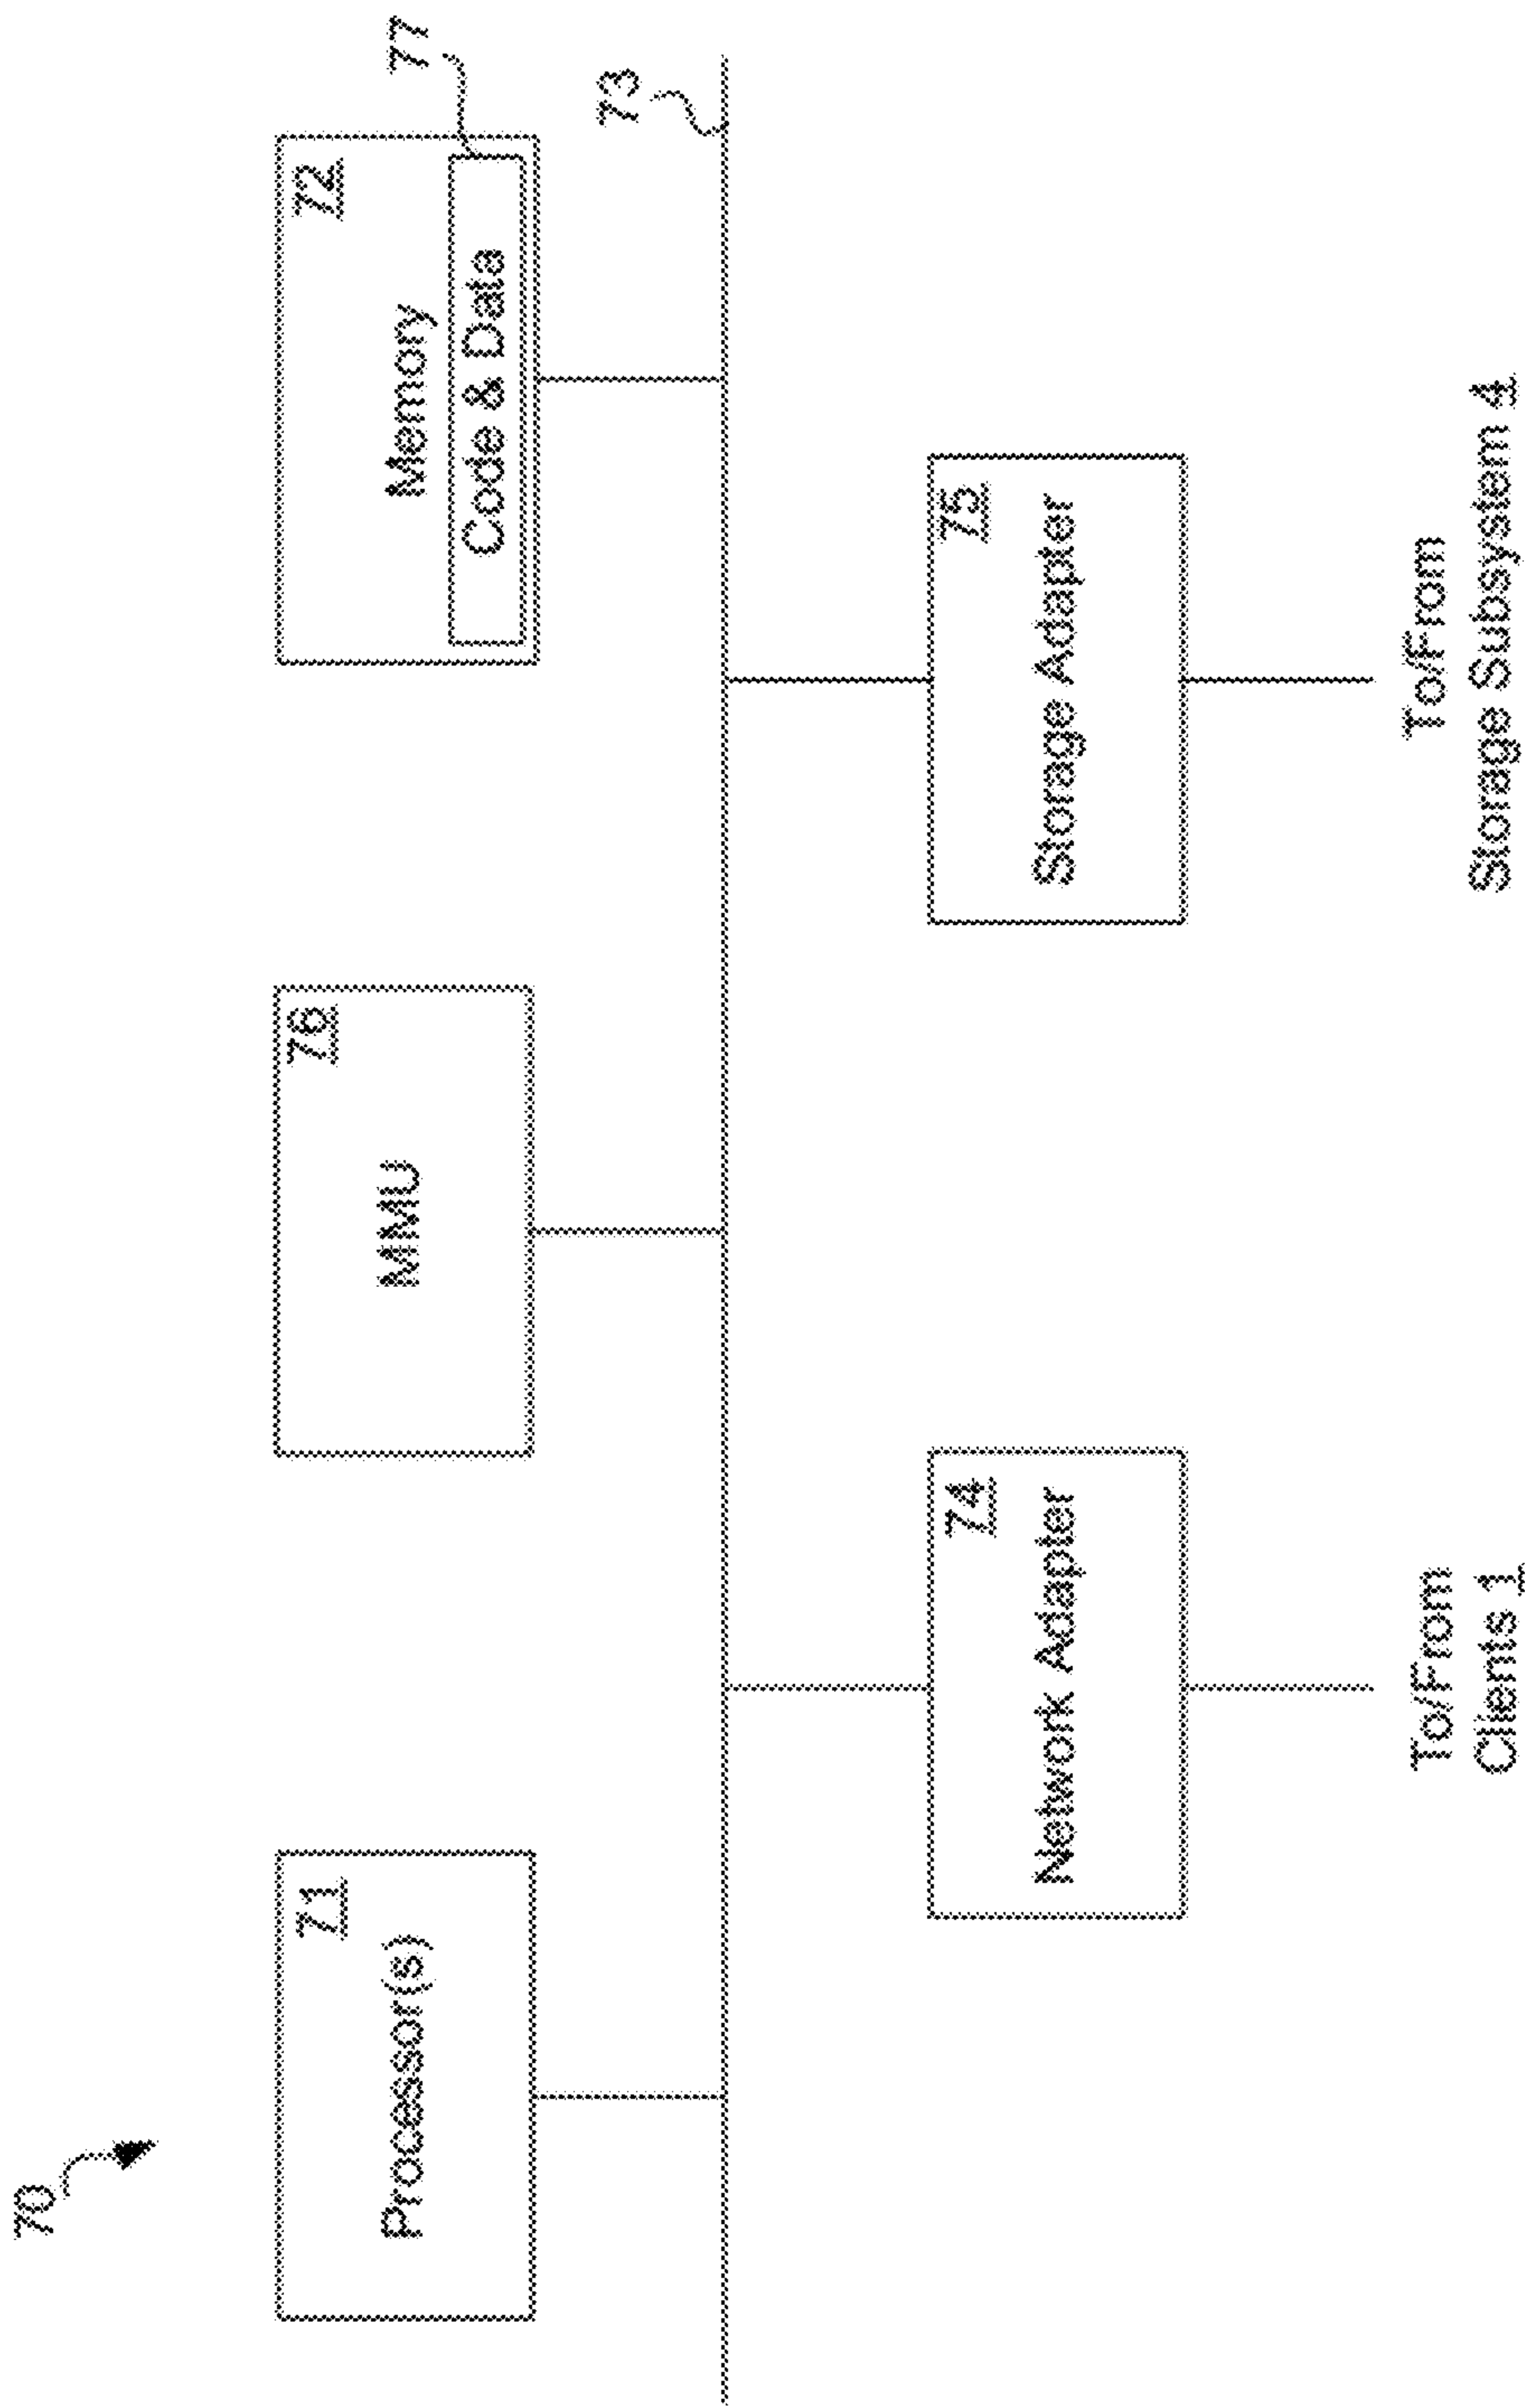 70
71
Processor(s)
76
MMU
72
Memory
Code & Data
77
73
74
Network Adapter
75
Storage Adapter
To/From
Clients 1
To/From
Storage Subsystem 4